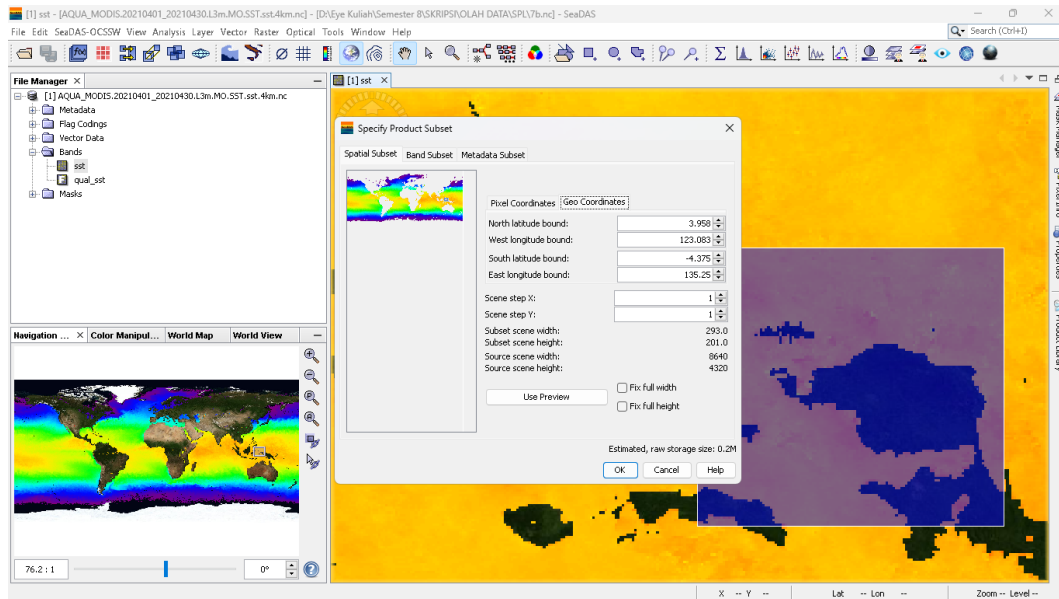 [1] sst - [AQUA_MODIS.20210401_20210430.L3m.MO.SST.sst.4km.nc] - [D:\Eye Kuliah\Semester 8\SKRIPSI\OLAH DATA\SPL\7b.nc] - SeaDAS
File Edit SeaDAS-OCSSW View Analysis Layer Vector Raster Optical Tools Window Help
Search (Ctrl+I)
File Manager
[1] sst
[1] AQUA_MODIS.20210401_20210430.L3m.MO.SST.sst.4km.nc
Metadata
Flag Codings
Vector Data
Bands
sst
qual_sst
Masks
Specify Product Subset
Spatial Subset Band Subset Metadata Subset
Pixel Coordinates Geo Coordinates
North latitude bound: 3.958
West longitude bound: 123.083
South latitude bound: -4.375
East longitude bound: 135.25
Scene step X: 1
Scene step Y: 1
Subset scene width: 293.0
Subset scene height: 201.0
Source scene width: 8640
Source scene height: 4320
Use Preview
Fix full width
Fix full height
Estimated, raw storage size: 0.2M
OK Cancel Help
Navigation ... Color Manipul... World Map World View
76.2 : 1
0°
X -- Y -- Lat -- Lon -- Zoom -- Level --